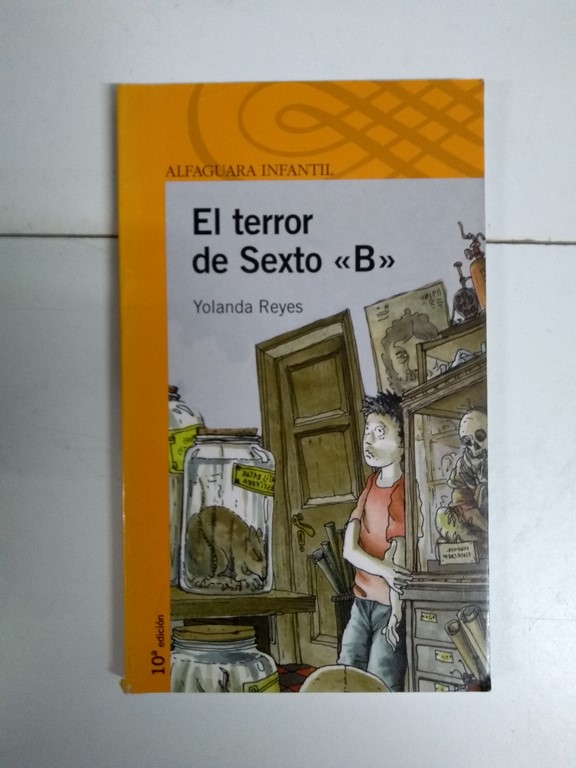 ALFAGUARA INFANTIL
El terror
de Sexto «B»
Yolanda Reyes
10ª edición